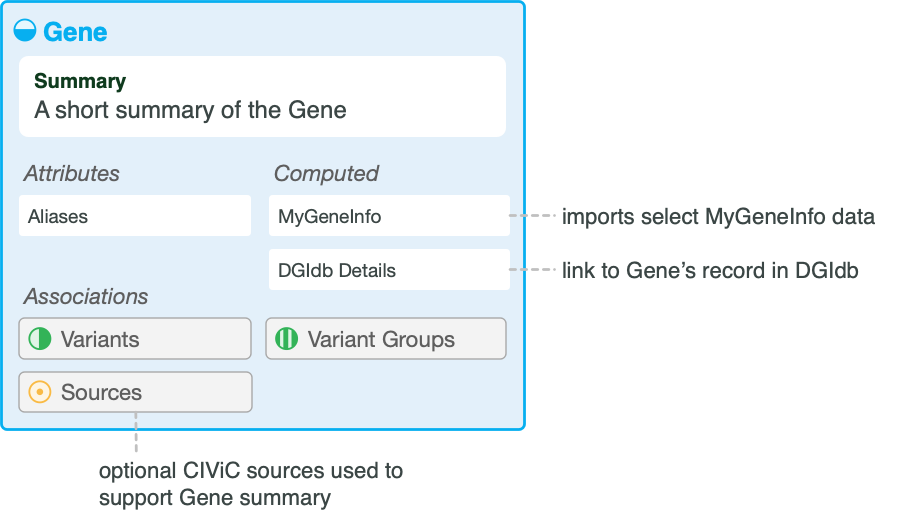 Gene
Summary
A short summary of the Gene
Attributes
Computed
Aliases
MyGeneInfo
imports select MyGeneInfo data
DGIdb Details
link to Gene’s record in DGIdb
Associations
Variants
Variant Groups
Sources
optional CIViC sources used to
support Gene summary